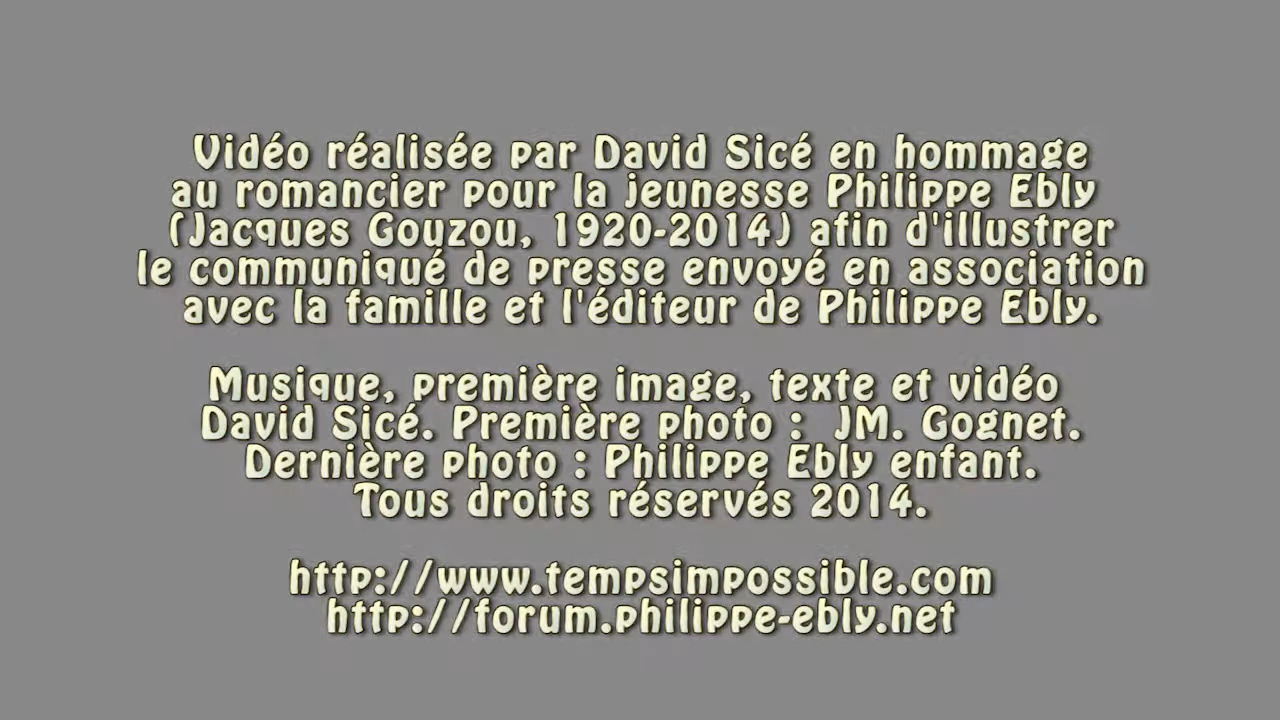 Vidéo réalisée par David Sicé en hommage
au romancier pour la jeunesse Philippe Ebly
(Jacques Gouzou, 1920-2014) afin d'illustrer
le communiqué de presse envoyé en association
avec la famille et l'éditeur de Philippe Ebly.
Musique, première image, texte et vidéo
David Sicé. Première photo : JM. Gognet.
Dernière photo : Philippe Ebly enfant.
Tous droits réservés 2014.
http://www.tempsimpossible.com
http://forum.philippe-ebly.net